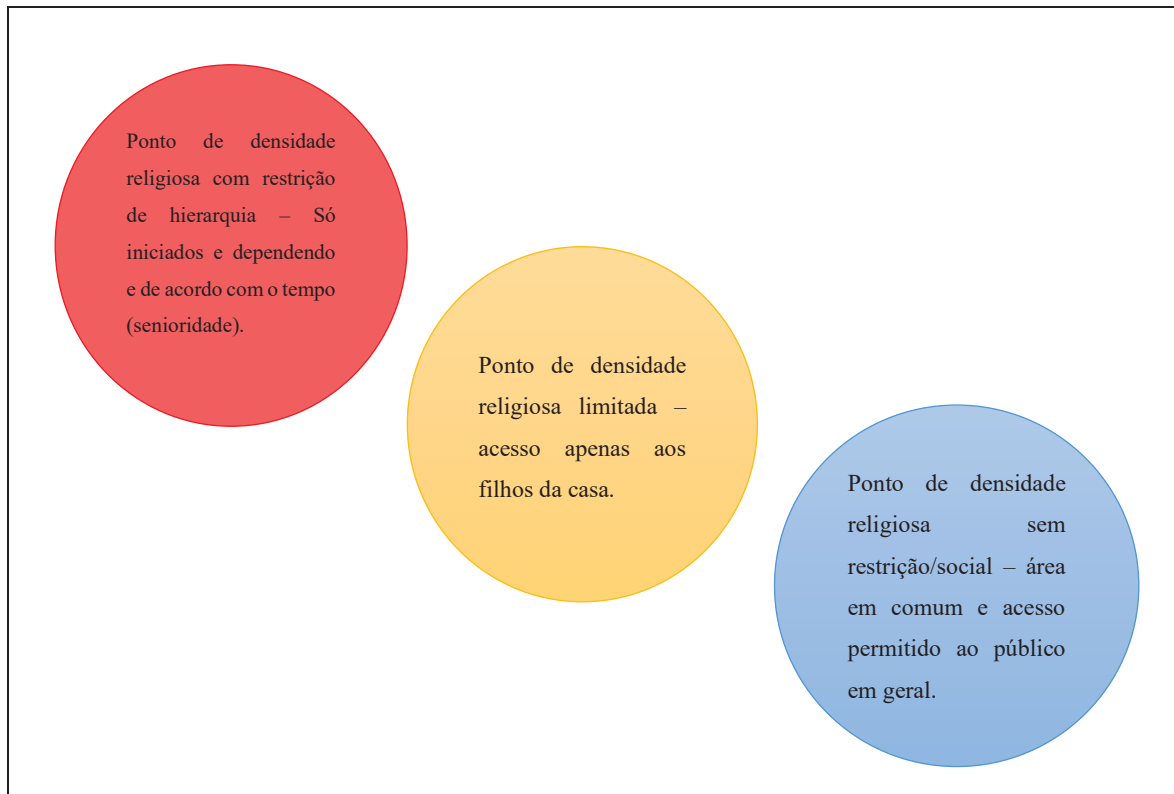 Ponto de densidade
religiosa com restrição
de hierarquia – Só
iniciados e dependendo
e de acordo com o tempo
(senioridade).
Ponto de densidade
religiosa limitada –
acesso apenas aos
filhos da casa.
Ponto de densidade
religiosa sem
restrição/social – área
em comum e acesso
permitido ao público
em geral.